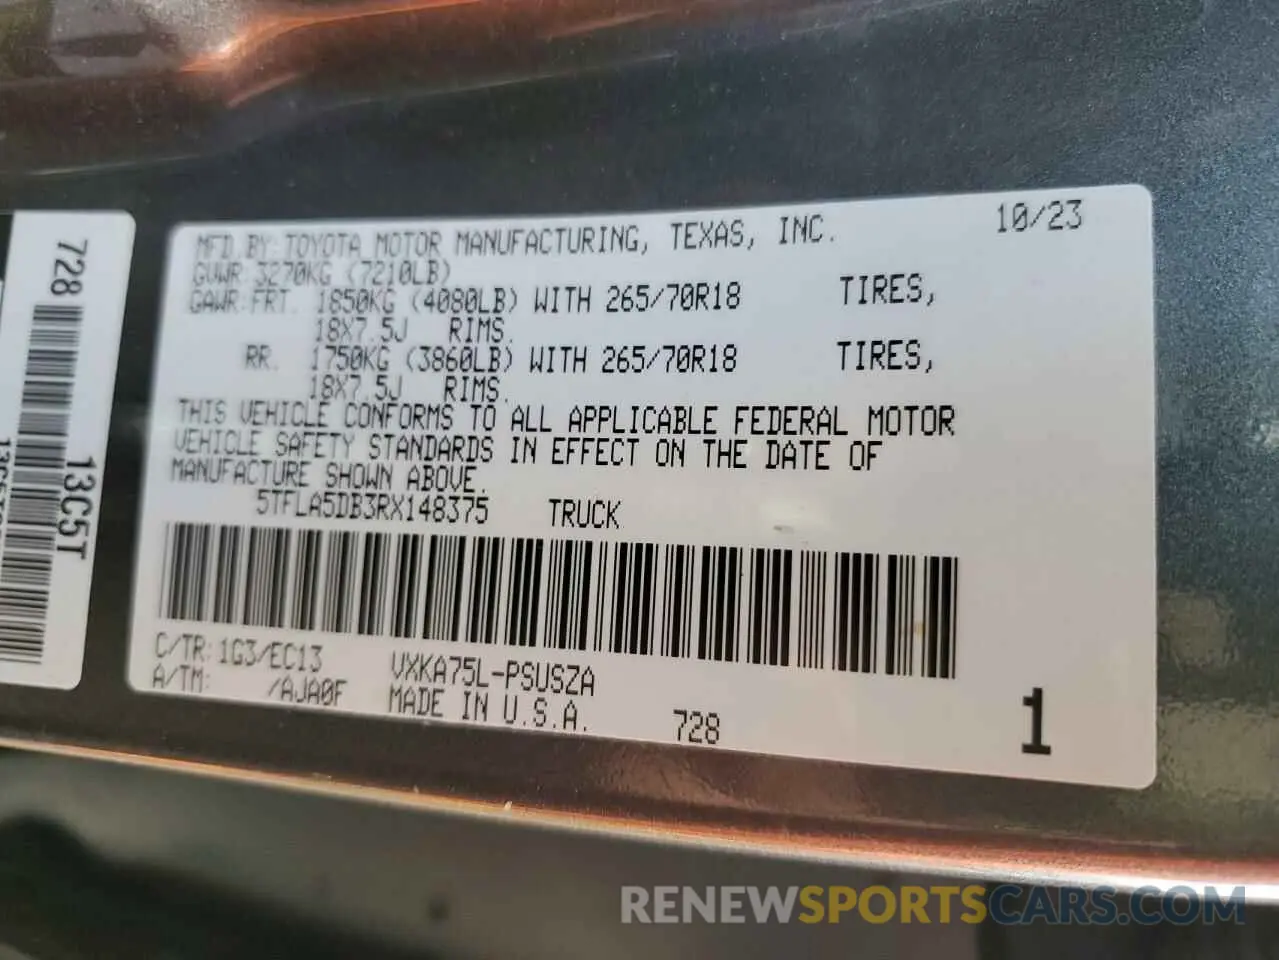 MFD.BY: TOYOTA MOTOR MANUFACTURING, TEXAS, INC. 10/23
GVWR: 3270KG (7210LB)
GAWR: FRT. 1850KG (4080LB) WITH 265/70R18 TIRES,
18X7.5J RIMS.
RR. 1750KG (3860LB) WITH 265/70R18 TIRES,
18X7.5J RIMS.
THIS VEHICLE CONFORMS TO ALL APPLICABLE FEDERAL MOTOR
VEHICLE SAFETY STANDARDS IN EFFECT ON THE DATE OF
MANUFACTURE SHOWN ABOVE.
5TFLA5DB3RX148375 TRUCK
C/TR: 1G3/EC13 VXKA75L-PSUSZA
A/TM: /AJA0F MADE IN U.S.A. 728
1
728
13C5T
RENEWSPORTSCARS.COM